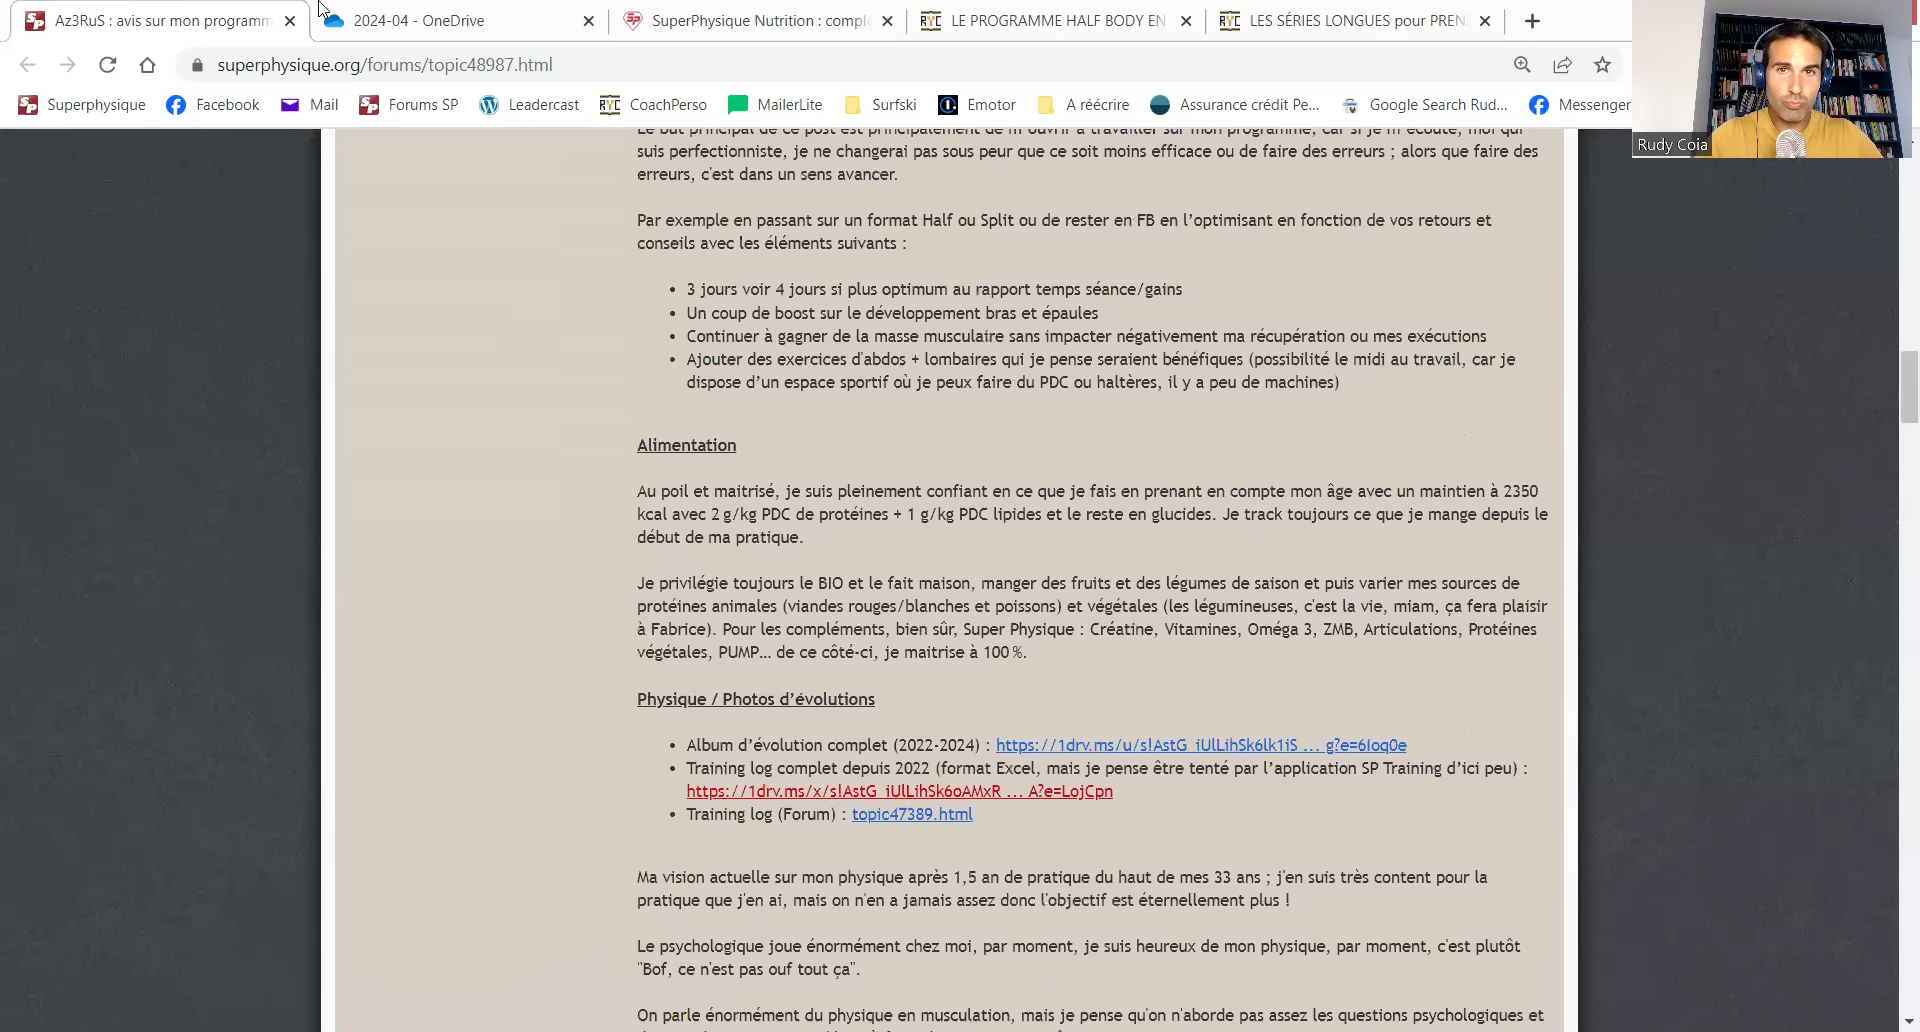 Az3RuS : avis sur mon programm
2024-04 - OneDrive
SuperPhysique Nutrition : comple
LE PROGRAMME HALF BODY EN
LES SÉRIES LONGUES pour PREN
superphysique.org/forums/topic48987.html
Superphysique
Facebook
Mail
Forums SP
Leadercast
CoachPerso
MailerLite
Surfski
Emotor
A réécrire
Assurance crédit Pe...
Google Search Rud...
Messenger
Rudy Coia
Le but principal de ce post est principalement de m'ouvrir à travailler sur mon programme, car si je m'écoute, moi qui
suis perfectionniste, je ne changerai pas sous peur que ce soit moins efficace ou de faire des erreurs ; alors que faire des
erreurs, c'est dans un sens avancer.
Par exemple en passant sur un format Half ou Split ou de rester en FB en l’optimisant en fonction de vos retours et
conseils avec les éléments suivants :
• 3 jours voir 4 jours si plus optimum au rapport temps séance/gains
• Un coup de boost sur le développement bras et épaules
• Continuer à gagner de la masse musculaire sans impacter négativement ma récupération ou mes exécutions
• Ajouter des exercices d'abdos + lombaires qui je pense seraient bénéfiques (possibilité le midi au travail, car je
dispose d’un espace sportif où je peux faire du PDC ou haltères, il y a peu de machines)
Alimentation
Au poil et maitrisé, je suis pleinement confiant en ce que je fais en prenant en compte mon âge avec un maintien à 2350
kcal avec 2 g/kg PDC de protéines + 1 g/kg PDC lipides et le reste en glucides. Je track toujours ce que je mange depuis le
début de ma pratique.
Je privilégie toujours le BIO et le fait maison, manger des fruits et des légumes de saison et puis varier mes sources de
protéines animales (viandes rouges/blanches et poissons) et végétales (les légumineuses, c'est la vie, miam, ça fera plaisir
à Fabrice). Pour les compléments, bien sûr, Super Physique : Créatine, Vitamines, Oméga 3, ZMB, Articulations, Protéines
végétales, PUMP… de ce côté-ci, je maitrise à 100 %.
Physique / Photos d’évolutions
• Album d’évolution complet (2022-2024) : https://1drv.ms/u/s!AstG_iUlLihSk6lk1iS ... g?e=6foq0e
• Training log complet depuis 2022 (format Excel, mais je pense être tenté par l’application SP Training d’ici peu) :
https://1drv.ms/x/s!AstG_iUlLihSk6oAMxR ... A?e=LojCpn
• Training log (Forum) : topic47389.html
Ma vision actuelle sur mon physique après 1,5 an de pratique du haut de mes 33 ans ; j'en suis très content pour la
pratique que j'en ai, mais on n'en a jamais assez donc l'objectif est éternellement plus !
Le psychologique joue énormément chez moi, par moment, je suis heureux de mon physique, par moment, c'est plutôt
"Bof, ce n'est pas ouf tout ça".
On parle énormément du physique en musculation, mais je pense qu'on n'aborde pas assez les questions psychologiques et